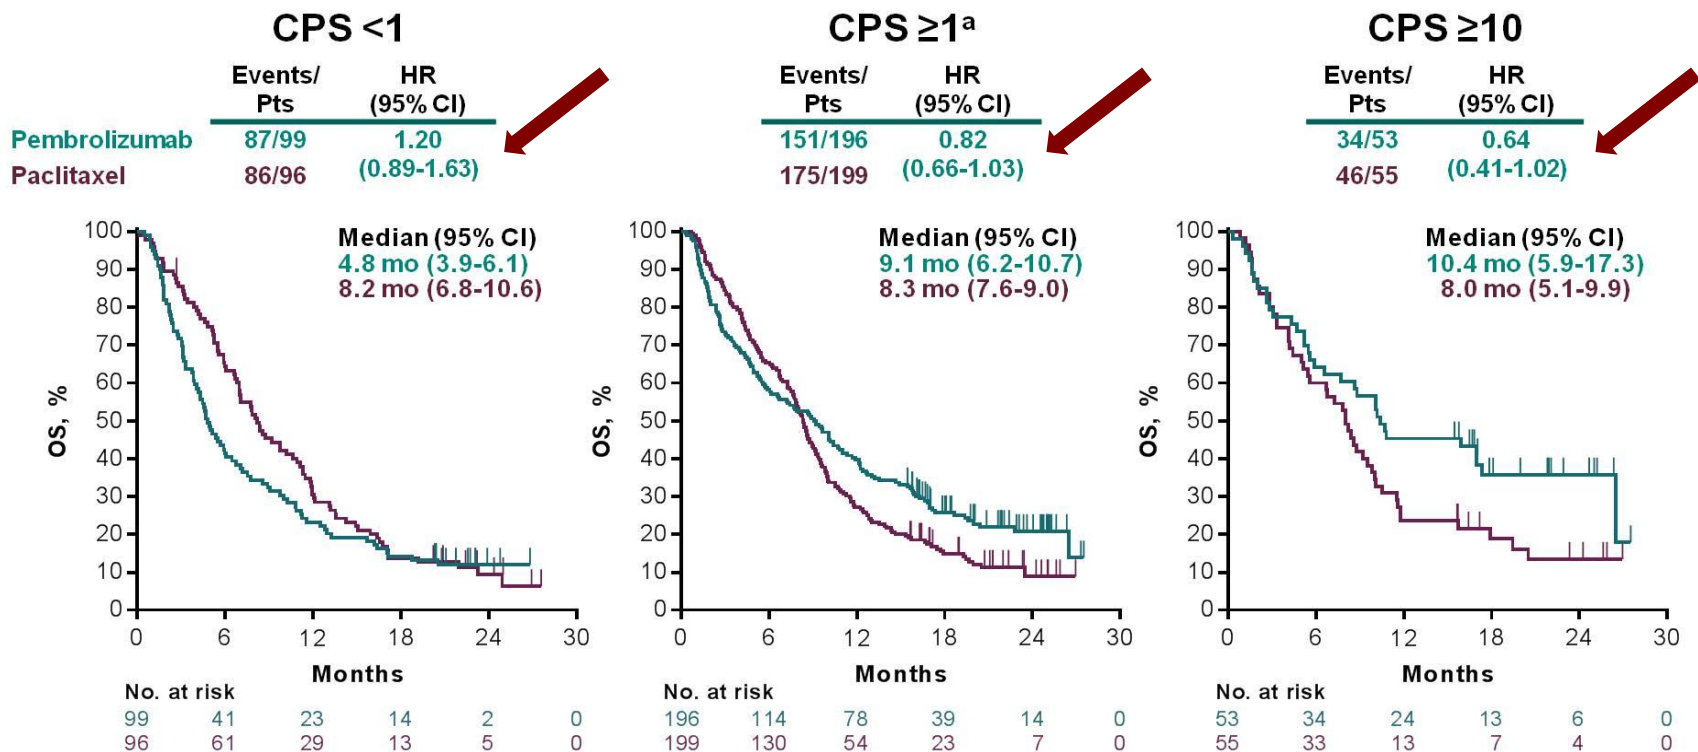 CPS <1
Events/ HR
Pts (95% CI)
Pembrolizumab 87/99 1.20
(0.89-1.63)
Paclitaxel 86/96
Median (95% CI)
4.8 mo (3.9-6.1)
8.2 mo (6.8-10.6)
OS, %
100
90
80
70
60
50
40
30
20
10
0
0 6 12 18 24 30
Months
No. at risk
99 41 23 14 2 0
96 61 29 13 5 0
CPS ≥1ª
Events/ HR
Pts (95% CI)
151/196 0.82
(0.66-1.03)
175/199
Median (95% CI)
9.1 mo (6.2-10.7)
8.3 mo (7.6-9.0)
OS, %
100
90
80
70
60
50
40
30
20
10
0
0 6 12 18 24 30
Months
No. at risk
196 114 78 39 14 0
199 130 54 23 7 0
CPS ≥10
Events/ HR
Pts (95% CI)
34/53 0.64
(0.41-1.02)
46/55
Median (95% CI)
10.4 mo (5.9-17.3)
8.0 mo (5.1-9.9)
OS, %
100
90
80
70
60
50
40
30
20
10
0
0 6 12 18 24 30
Months
No. at risk
53 34 24 13 6 0
55 33 13 7 4 0